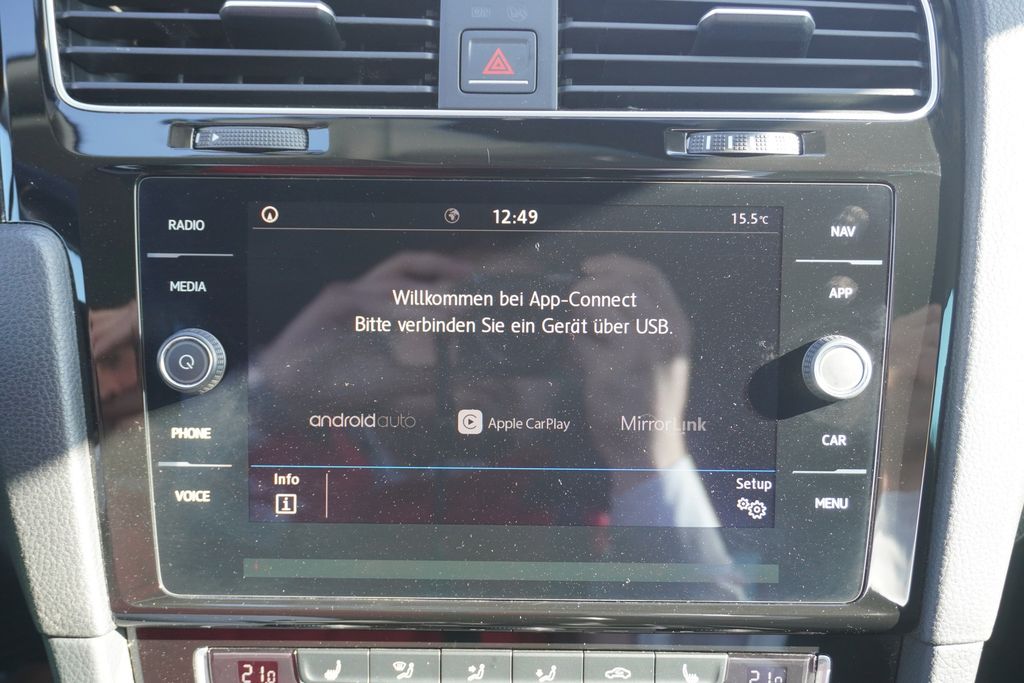 RADIO
MEDIA
PHONE
VOICE
12:49
15.5°C
Willkommen bei App-Connect
Bitte verbinden Sie ein Gerät über USB.
androidauto
Apple CarPlay
MirrorLink
Info
i
Setup
NAV
APP
CAR
MENU
21.0
21.0